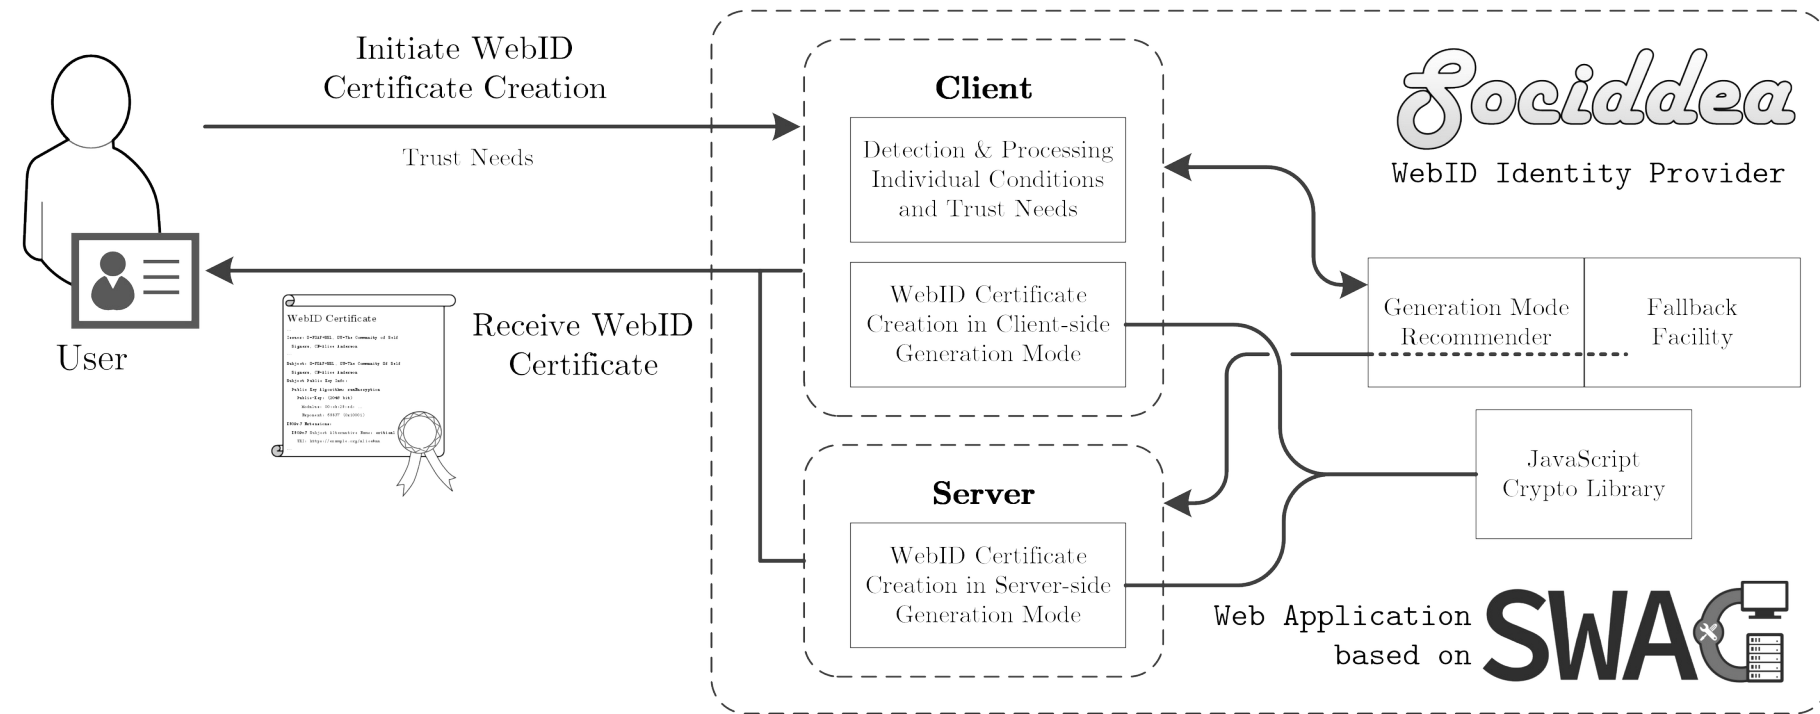 Initiate WebID
Certificate Creation
Trust Needs
User
Receive WebID
Certificate
WebID Certificate
Client
Detection & Processing
Individual Conditions
and Trust Needs
WebID Certificate
Creation in Client-side
Generation Mode
Server
WebID Certificate
Creation in Server-side
Generation Mode
Sociddea
WebID Identity Provider
Generation Mode
Recommender
Fallback
Facility
JavaScript
Crypto Library
Web Application
based on
SWAC